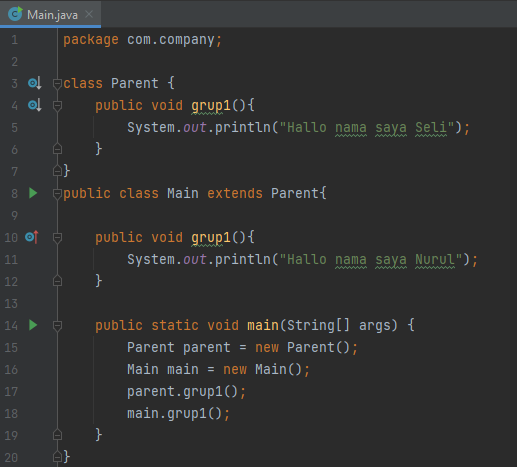 Main.java
1 package com.company;
2
3 class Parent {
4 public void grup1(){
5 System.out.println("Hallo nama saya Seli");
6 }
7 }
8 public class Main extends Parent{
9
10 public void grup1(){
11 System.out.println("Hallo nama saya Nurul");
12 }
13
14 public static void main(String[] args) {
15 Parent parent = new Parent();
16 Main main = new Main();
17 parent.grup1();
18 main.grup1();
19 }
20 }